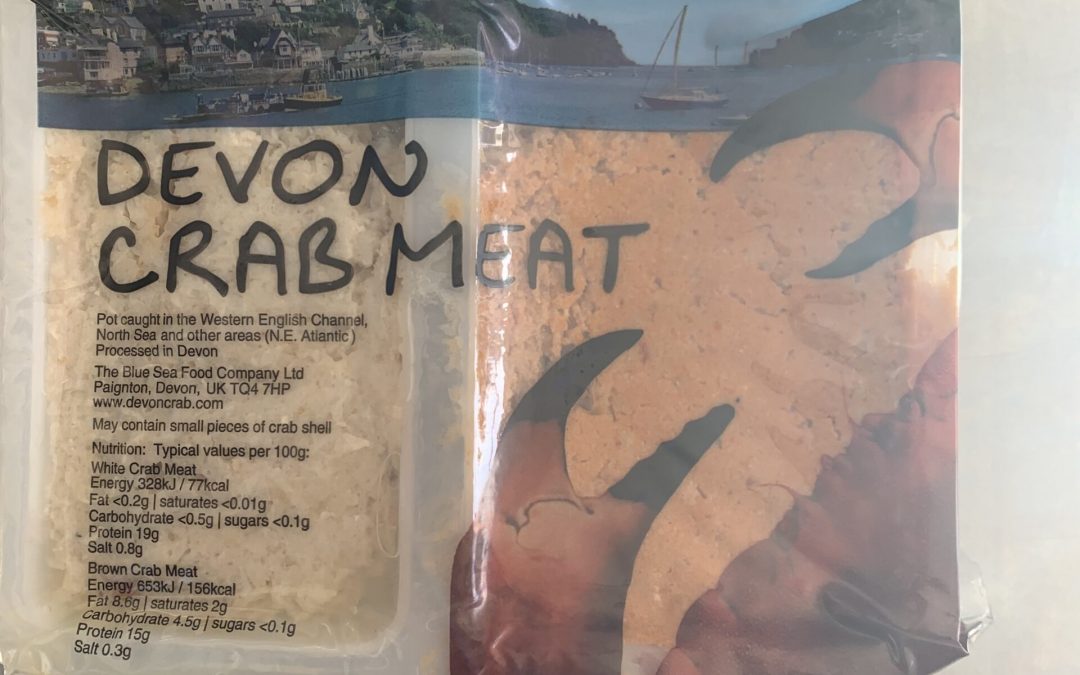 DEVON
CRAB MEAT
Pot caught in the Western English Channel,
North Sea and other areas (N.E. Atlantic)
Processed in Devon
The Blue Sea Food Company Ltd
Paignton, Devon, UK TQ4 7HP
www.devoncrab.com
May contain small pieces of crab shell
Nutrition: Typical values per 100g:
White Crab Meat
Energy 328kJ / 77kcal
Fat <0.2g | saturates <0.01g
Carbohydrate <0.5g | sugars <0.1g
Protein 19g
Salt 0.8g
Brown Crab Meat
Energy 653kJ / 156kcal
Fat 8.6g | saturates 2g
Carbohydrate 4.5g | sugars <0.1g
Protein 15g
Salt 0.3g